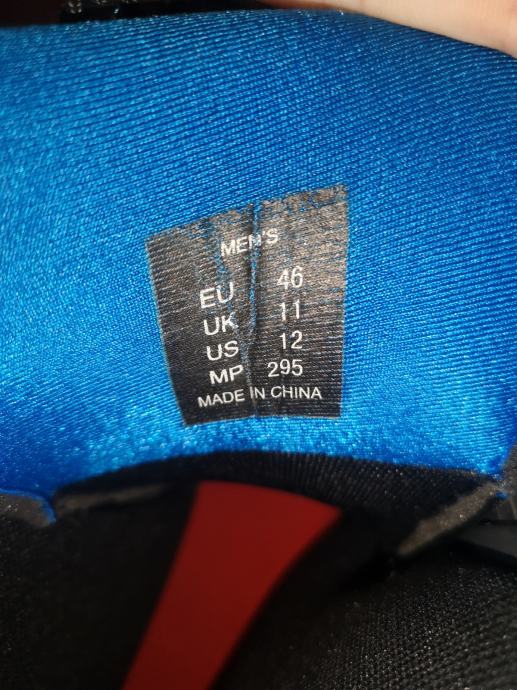 MEN'S
EU 46
UK 11
US 12
MP 295
MADE IN CHINA